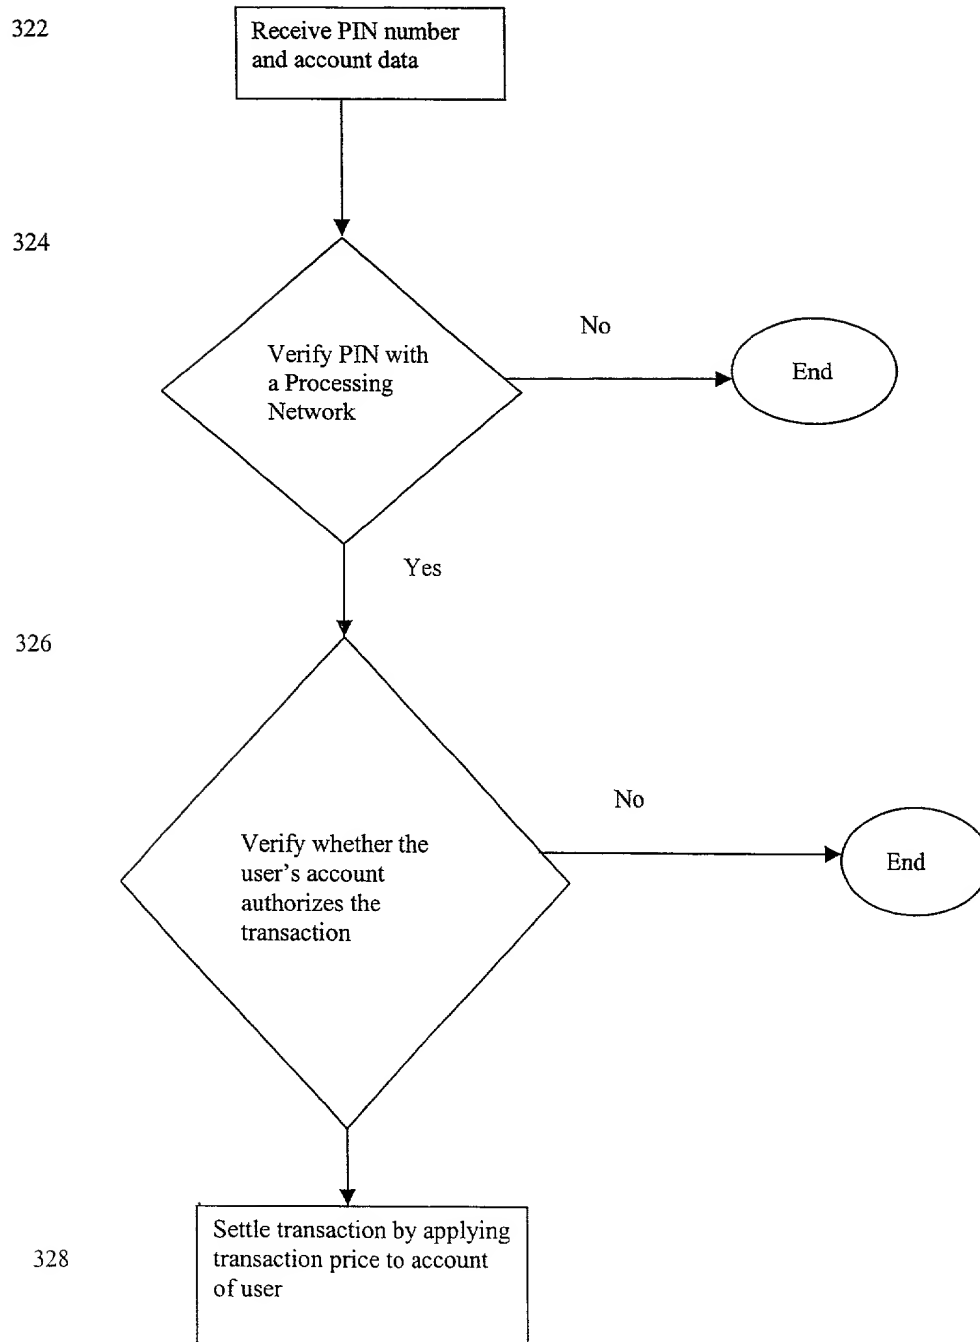 322
Receive PIN number
and account data
324
No
Verify PIN with
a Processing
Network
End
Yes
326
No
Verify whether the
user's account
authorizes the
transaction
End
Settle transaction by applying
transaction price to account
of user
328